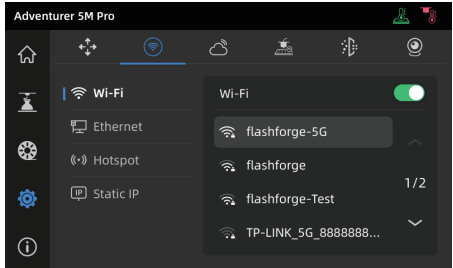 Adventurer 5M Pro
Wi-Fi
Wi-Fi
Ethernet
flashforge-5G
flashforge
(•) Hotspot
1/2
IP Static IP
flashforge-Test
TP-LINK_5G_8888888...